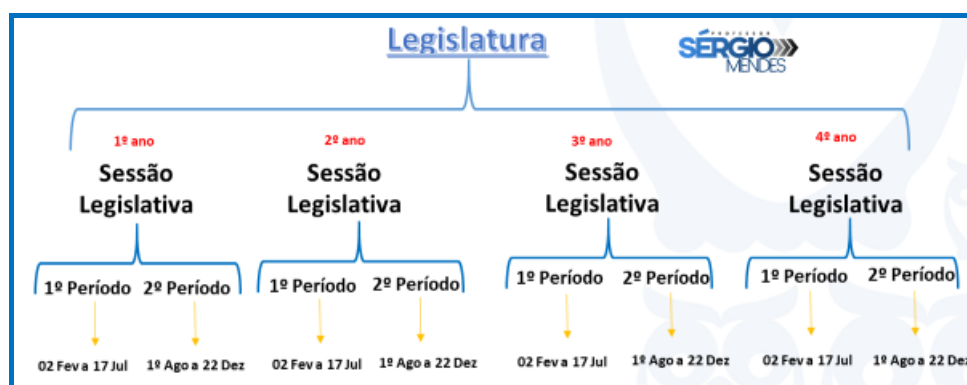 Legislatura
PROFESSOR
SÉRGIO
MENDES
1º ano
2º ano
3º ano
4º ano
Sessão
Legislativa
Sessão
Legislativa
Sessão
Legislativa
Sessão
Legislativa
1º Período 2º Período
1º Período 2º Período
1º Período 2º Período
1º Período 2º Período
02 Fev a 17 Jul 1º Ago a 22 Dez
02 Fev a 17 Jul 1º Ago a 22 Dez
02 Fev a 17 Jul 1º Ago a 22 Dez
02 Fev a 17 Jul 1º Ago a 22 Dez